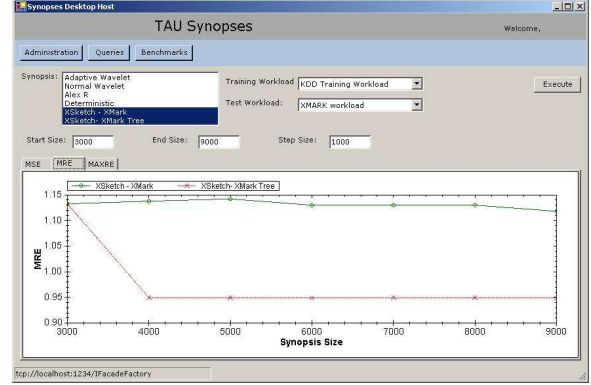 Synopses Desktop Host
TAU Synopses
Welcome,
Administration
Queries
Benchmarks
Synopsis:
Adaptive Wavelet
Normal Wavelet
Alex R
Deterministic
XSketch - XMark
XSketch- XMark Tree
Training Workload
KDD Training Workload
Test Workload:
XMARK workload
Execute
Start Size:
3000
End Size:
9000
Step Size:
1000
MSE
MRE
MAXRE
XSketch - XMark
XSketch- XMark Tree
1.15
1.10
1.05
1.00
0.95
0.90
MRE
3000
4000
5000
6000
7000
8000
9000
Synopsis Size
tcp://localhost:1234/IFacadeFactory